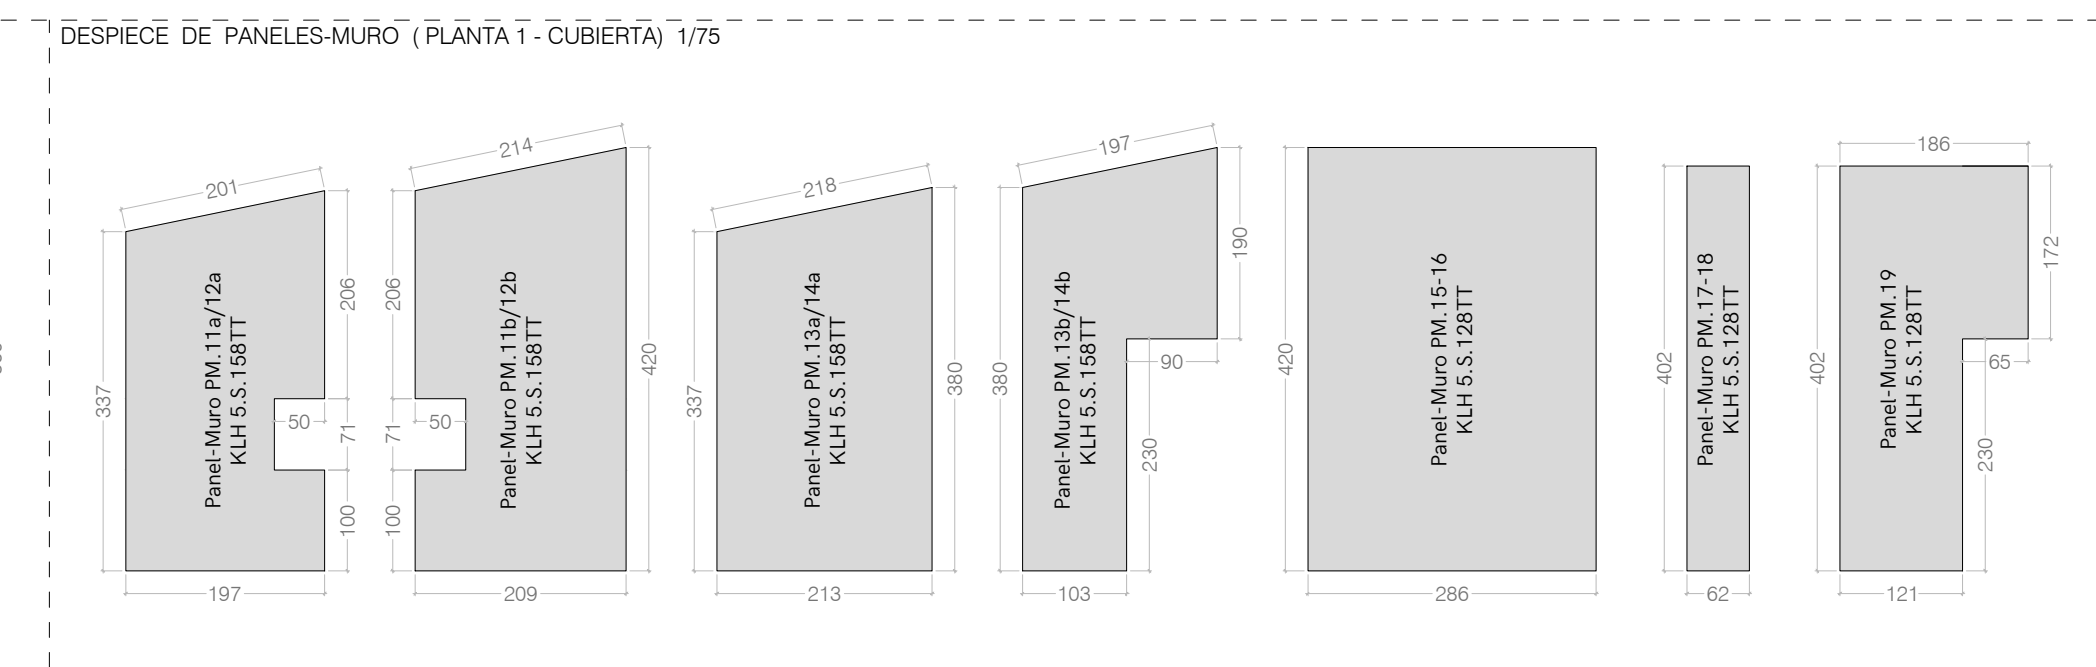 DESPIECE DE PANELES-MURO ( PLANTA 1 - CUBIERTA) 1/75
201
337
206
Panel-Muro PM.11a/12a
KLH 5.S.158TT
50
71
100
197
214
206
420
Panel-Muro PM.11b/12b
KLH 5.S.158TT
50
71
100
209
218
337
380
Panel-Muro PM.13a/14a
KLH 5.S.158TT
213
197
380
190
Panel-Muro PM.13b/14b
KLH 5.S.158TT
90
230
103
420
Panel-Muro PM.15-16
KLH 5.S.128TT
286
402
Panel-Muro PM.17-18
KLH 5.S.128TT
62
186
402
172
Panel-Muro PM.19
KLH 5.S.128TT
65
230
121